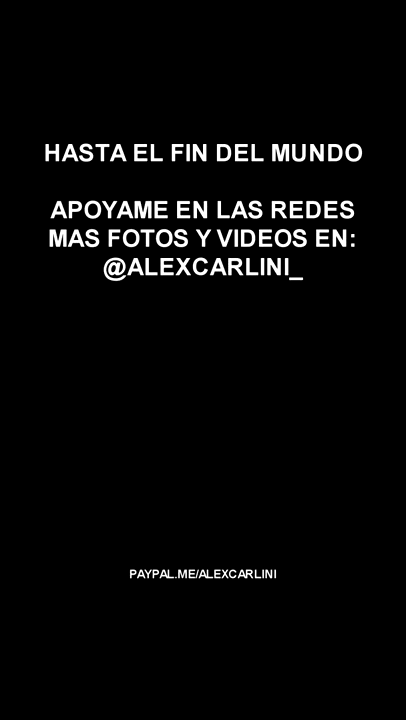 HASTA EL FIN DEL MUNDO
APOYAME EN LAS REDES
MAS FOTOS Y VIDEOS EN:
@ALEXCARLINI_
PAYPAL.ME/ALEXCARLINI